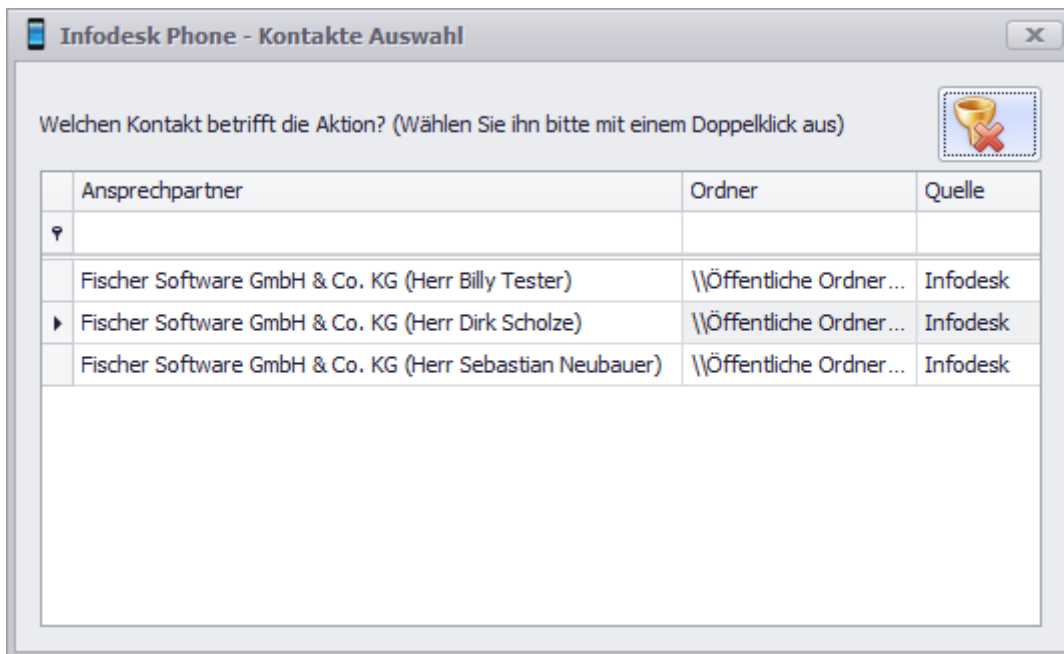 Infodesk Phone - Kontakte Auswahl
Welchen Kontakt betrifft die Aktion? (Wählen Sie ihn bitte mit einem Doppelklick aus)
Ansprechpartner Ordner Quelle
Fischer Software GmbH & Co. KG (Herr Billy Tester) \\Öffentliche Ordner... Infodesk
Fischer Software GmbH & Co. KG (Herr Dirk Scholze) \\Öffentliche Ordner... Infodesk
Fischer Software GmbH & Co. KG (Herr Sebastian Neubauer) \\Öffentliche Ordner... Infodesk